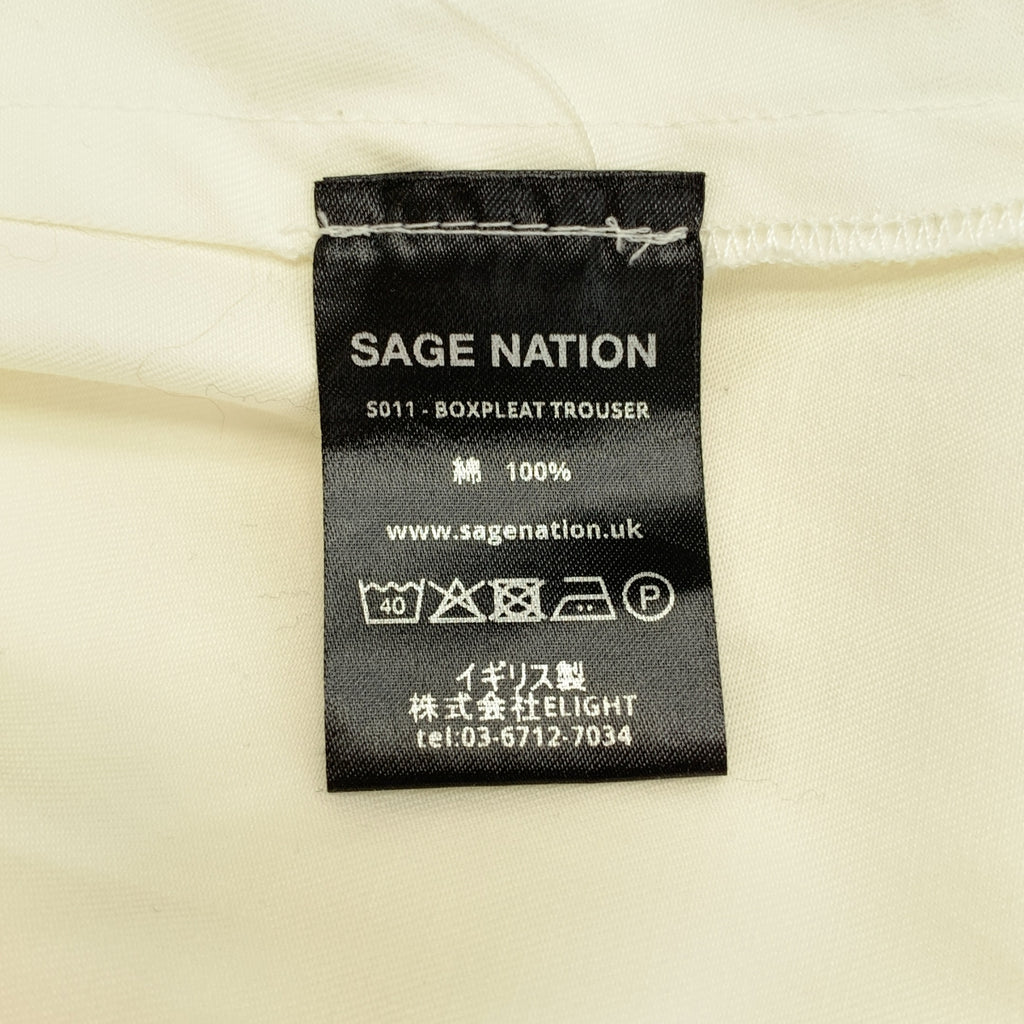 SAGE NATION
S011 - BOXPLEAT TROUSER
綿 100%
www.sagenation.uk
40 P
イギリス製
株式会社ELIGHT
tel:03-6712-7034